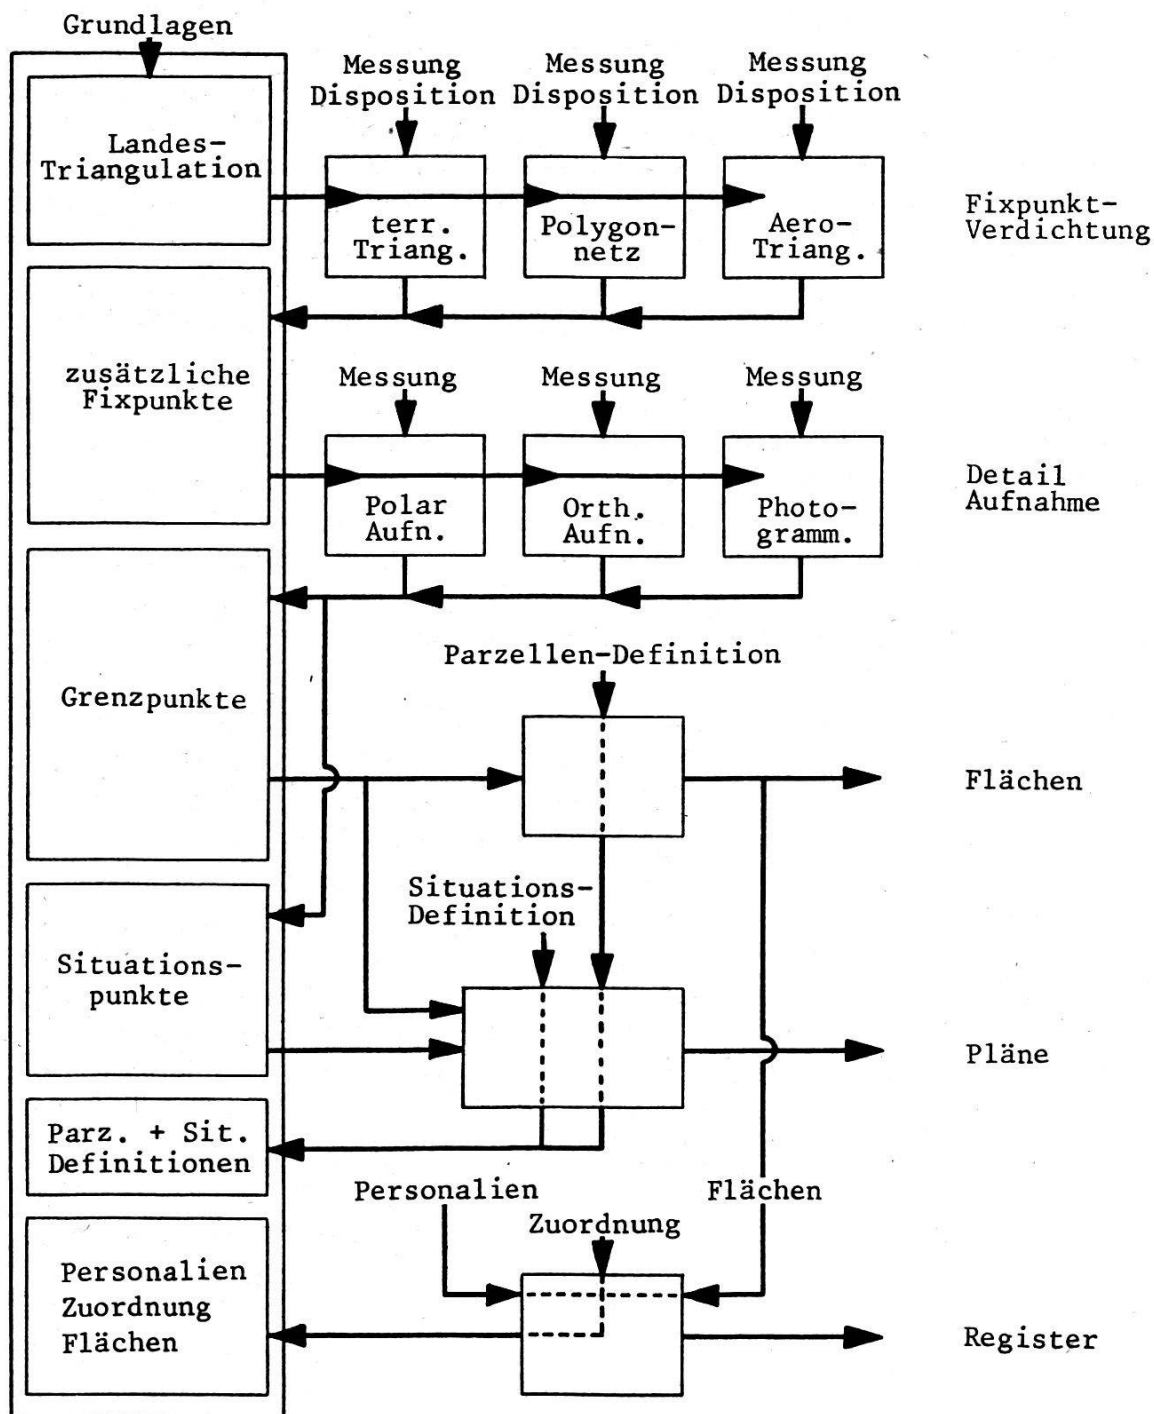 Grundlagen
Landes-
Triangulation
Messung
Disposition
Messung
Disposition
Messung
Disposition
terr.
Triang.
Polygon-
netz
Aero-
Triang.
Fixpunkt-
Verdichtung
zusätzliche
Fixpunkte
Messung
Messung
Messung
Polar
Aufn.
Orth.
Aufn.
Photo-
gramm.
Detail
Aufnahme
Grenzpunkte
Parzellen-Definition
Flächen
Situations-
Definition
Situations-
punkte
Pläne
Parz. + Sit.
Definitionen
Personalien
Flächen
Zuordnung
Personalien
Zuordnung
Flächen
Register